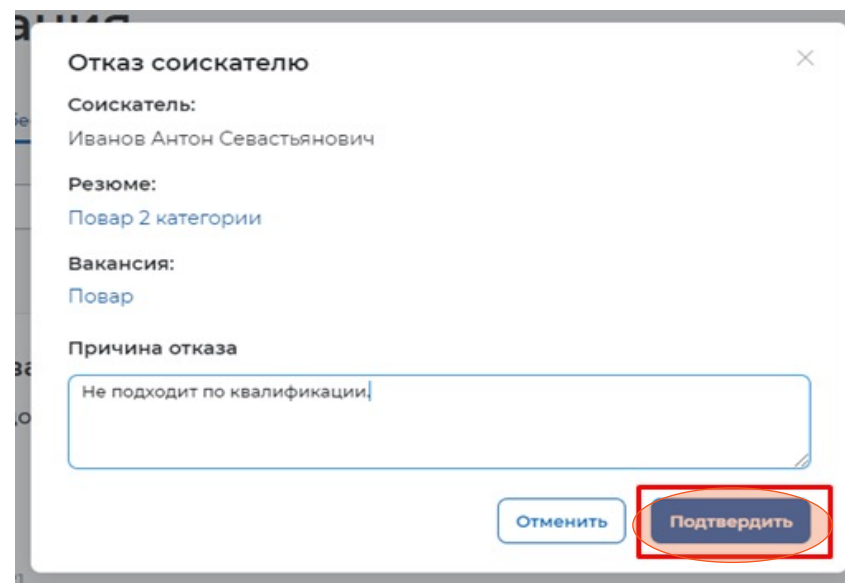 ация
Отказ соискателю
Соискатель:
Иванов Антон Севастьянович
Резюме:
Повар 2 категории
Вакансия:
Повар
Причина отказа
Не подходит по квалификации.
Отменить
Подтвердить